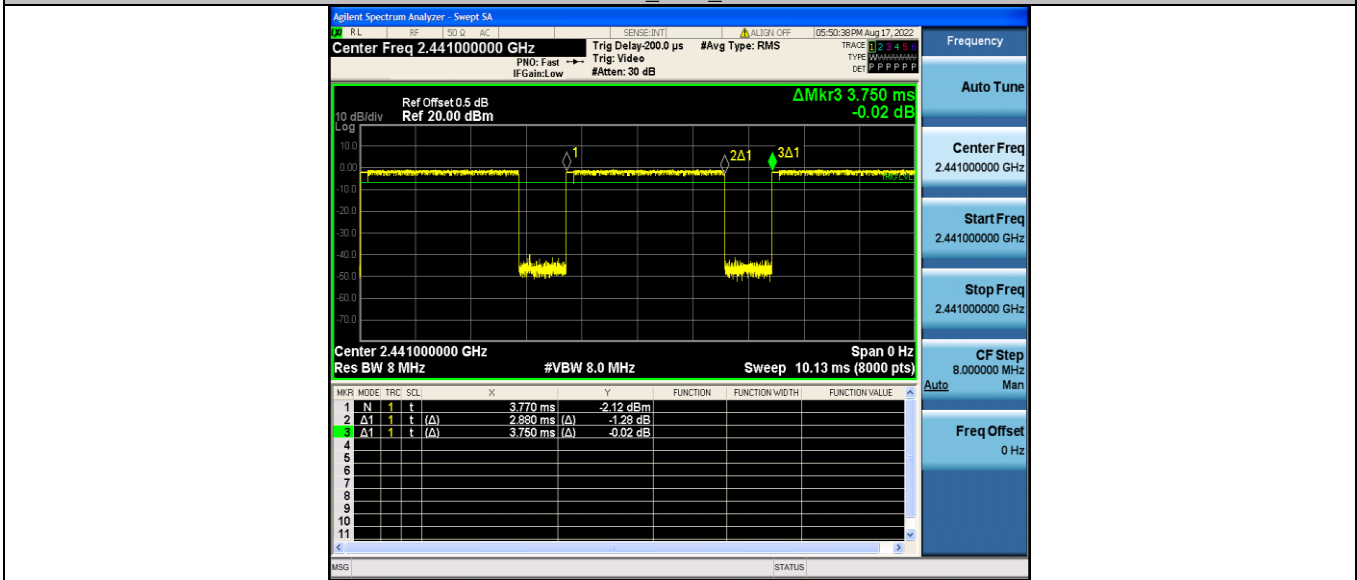 Agilent Spectrum Analyzer - Swept SA
RL RF 50 Ω AC SENSE:INT ALIGN OFF 05:50:38 PM Aug 17, 2022
Center Freq 2.441000000 GHz
PNO: Fast
IFGain:Low
Trig Delay-200.0 µs
Trig: Video
#Atten: 30 dB
#Avg Type: RMS
TRACE 1 2 3 4 5 6
TYPE
DET P P P P P P
Frequency
Auto Tune
Center Freq
2.441000000 GHz
Start Freq
2.441000000 GHz
Stop Freq
2.441000000 GHz
CF Step
8.000000 MHz
Auto Man
Freq Offset
0 Hz
ΔMkr3 3.750 ms
-0.02 dB
Ref Offset 0.5 dB
10 dB/div Ref 20.00 dBm
Log
10.0
0.00
-10.0
-20.0
-30.0
-40.0
-50.0
-60.0
-70.0
1
2Δ1
3Δ1
Center 2.441000000 GHz Span 0 Hz
Res BW 8 MHz #VBW 8.0 MHz Sweep 10.13 ms (8000 pts)
MKR MODE TRC SCL X Y FUNCTION FUNCTION WIDTH FUNCTION VALUE
1 N 1 t 3.770 ms -2.12 dBm
2 Δ1 1 t (Δ) 2.880 ms (Δ) -1.28 dB
3 Δ1 1 t (Δ) 3.750 ms (Δ) -0.02 dB
4
5
6
7
8
9
10
11
MSG STATUS